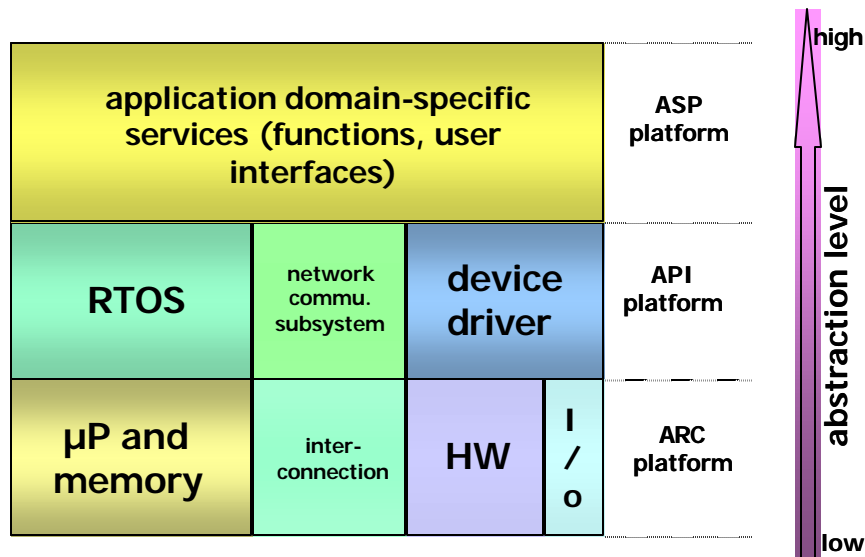 application domain-specific
services (functions, user
interfaces)
ASP
platform
high
RTOS
network
commu.
subsystem
device
driver
API
platform
abstraction level
µP and
memory
inter-
connection
HW
I
/
o
ARC
platform
low